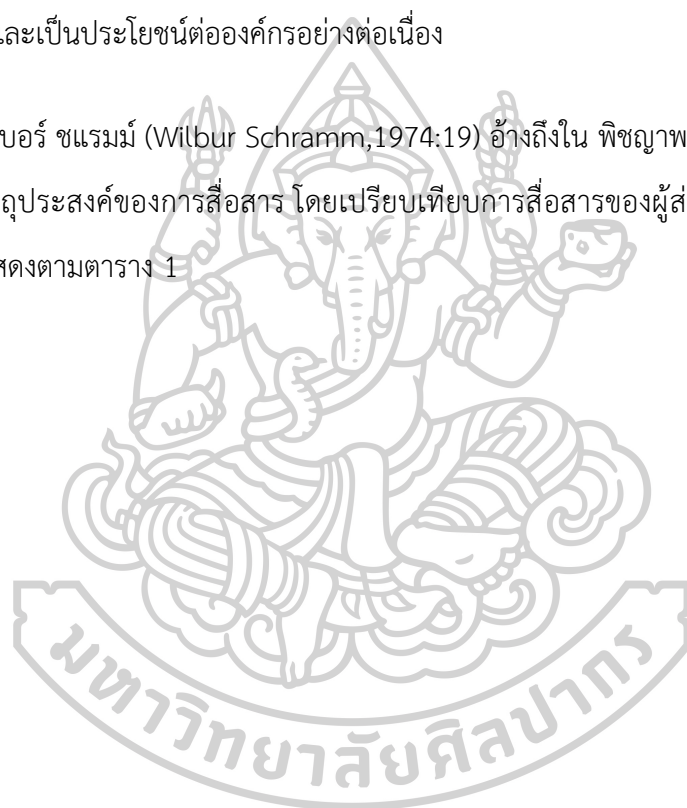 และเป็นประโยชน์ต่อองค์กรอย่างต่อเนื่อง
บอร์ ชแรมม์ (Wilbur Schramm,1974:19) อ้างถึงใน พิชญาพ
ถุประสงค์ของการสื่อสาร โดยเปรียบเทียบการสื่อสารของผู้ส่
สดงตามตาราง 1
มหาวิทยาลัยศิลปากร